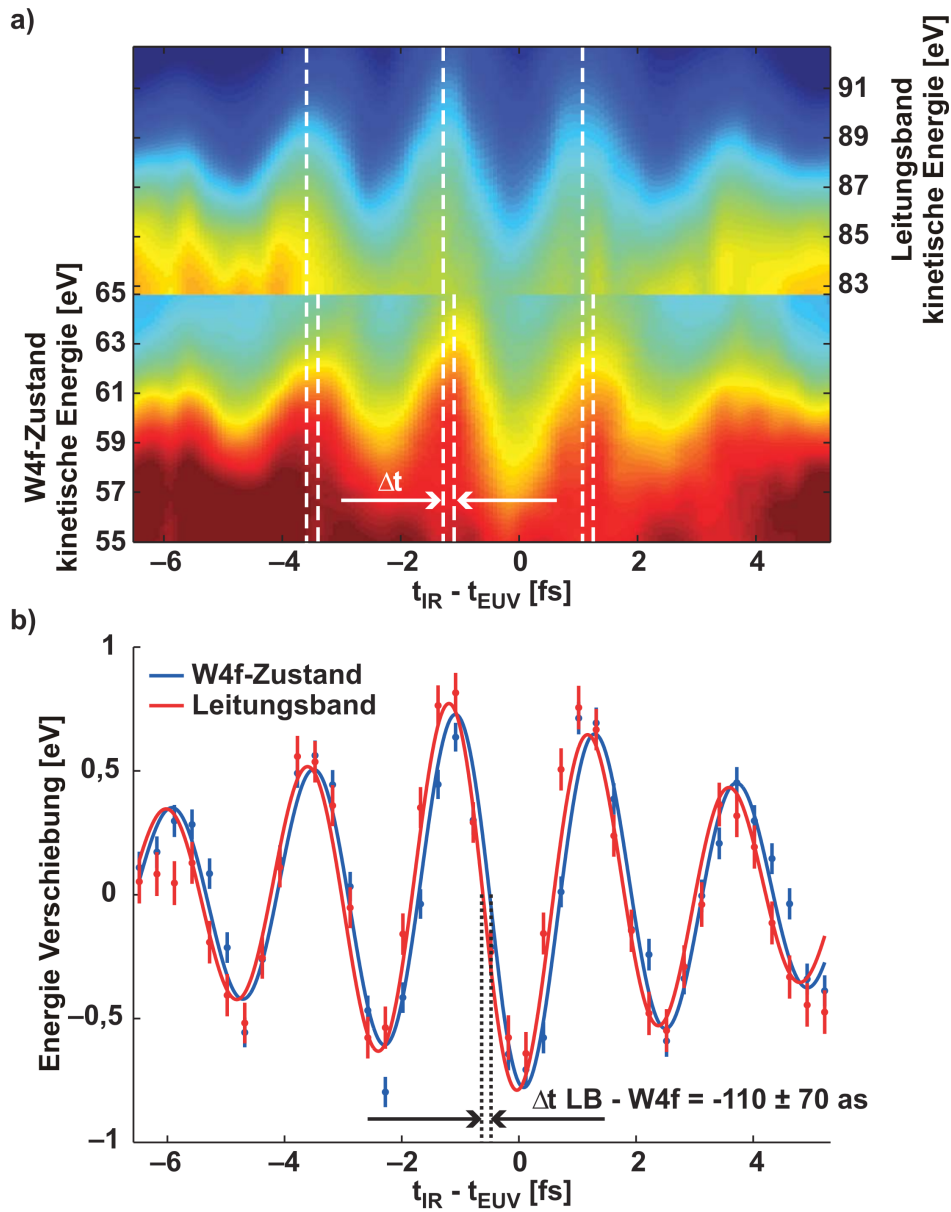 a)
Leitungsband
kinetische Energie [eV]
91
89
87
85
83
W4f-Zustand
kinetische Energie [eV]
65
63
61
59
57
55
Δt
−6
−4
−2
0
2
4
t_IR - t_EUV [fs]
b)
Energie Verschiebung [eV]
1
0,5
0
−0,5
−1
W4f-Zustand
Leitungsband
Δt LB - W4f = -110 ± 70 as
−6
−4
−2
0
2
4
t_IR - t_EUV [fs]